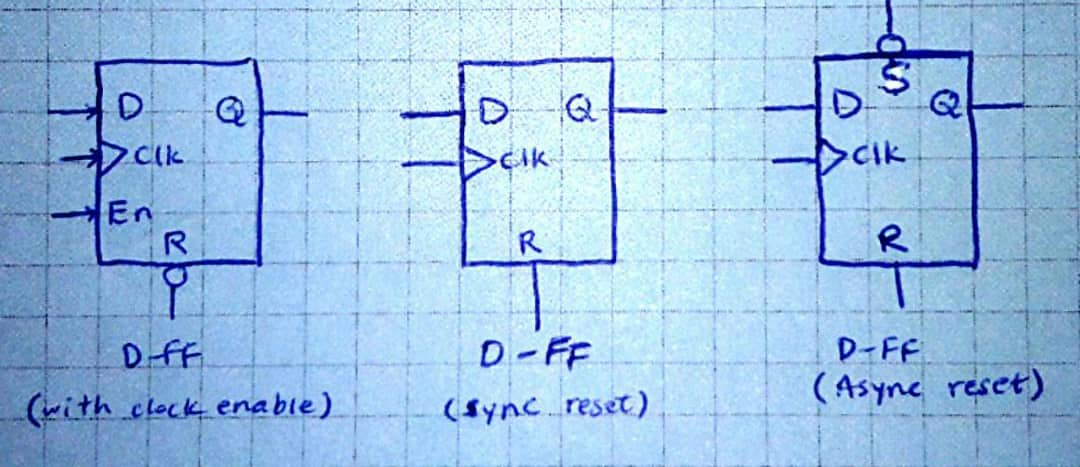 D Q
Clk
En
R
D-FF
(with clock enable)
D Q
Clk
R
D-FF
(sync reset)
S
D Q
Clk
R
D-FF
(Async reset)